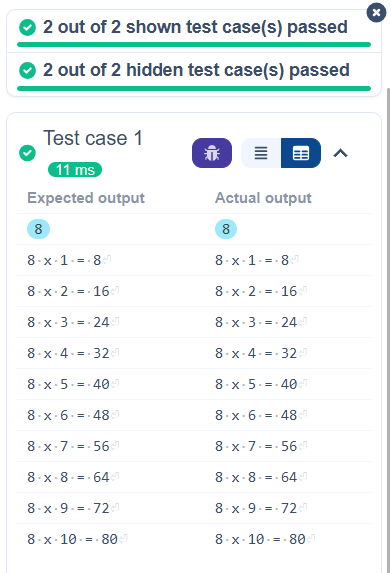 2 out of 2 shown test case(s) passed
2 out of 2 hidden test case(s) passed
Test case 1
11 ms
Expected output Actual output
8 8
8·x·1·=·8⏎ 8·x·1·=·8⏎
8·x·2·=·16⏎ 8·x·2·=·16⏎
8·x·3·=·24⏎ 8·x·3·=·24⏎
8·x·4·=·32⏎ 8·x·4·=·32⏎
8·x·5·=·40⏎ 8·x·5·=·40⏎
8·x·6·=·48⏎ 8·x·6·=·48⏎
8·x·7·=·56⏎ 8·x·7·=·56⏎
8·x·8·=·64⏎ 8·x·8·=·64⏎
8·x·9·=·72⏎ 8·x·9·=·72⏎
8·x·10·=·80⏎ 8·x·10·=·80⏎